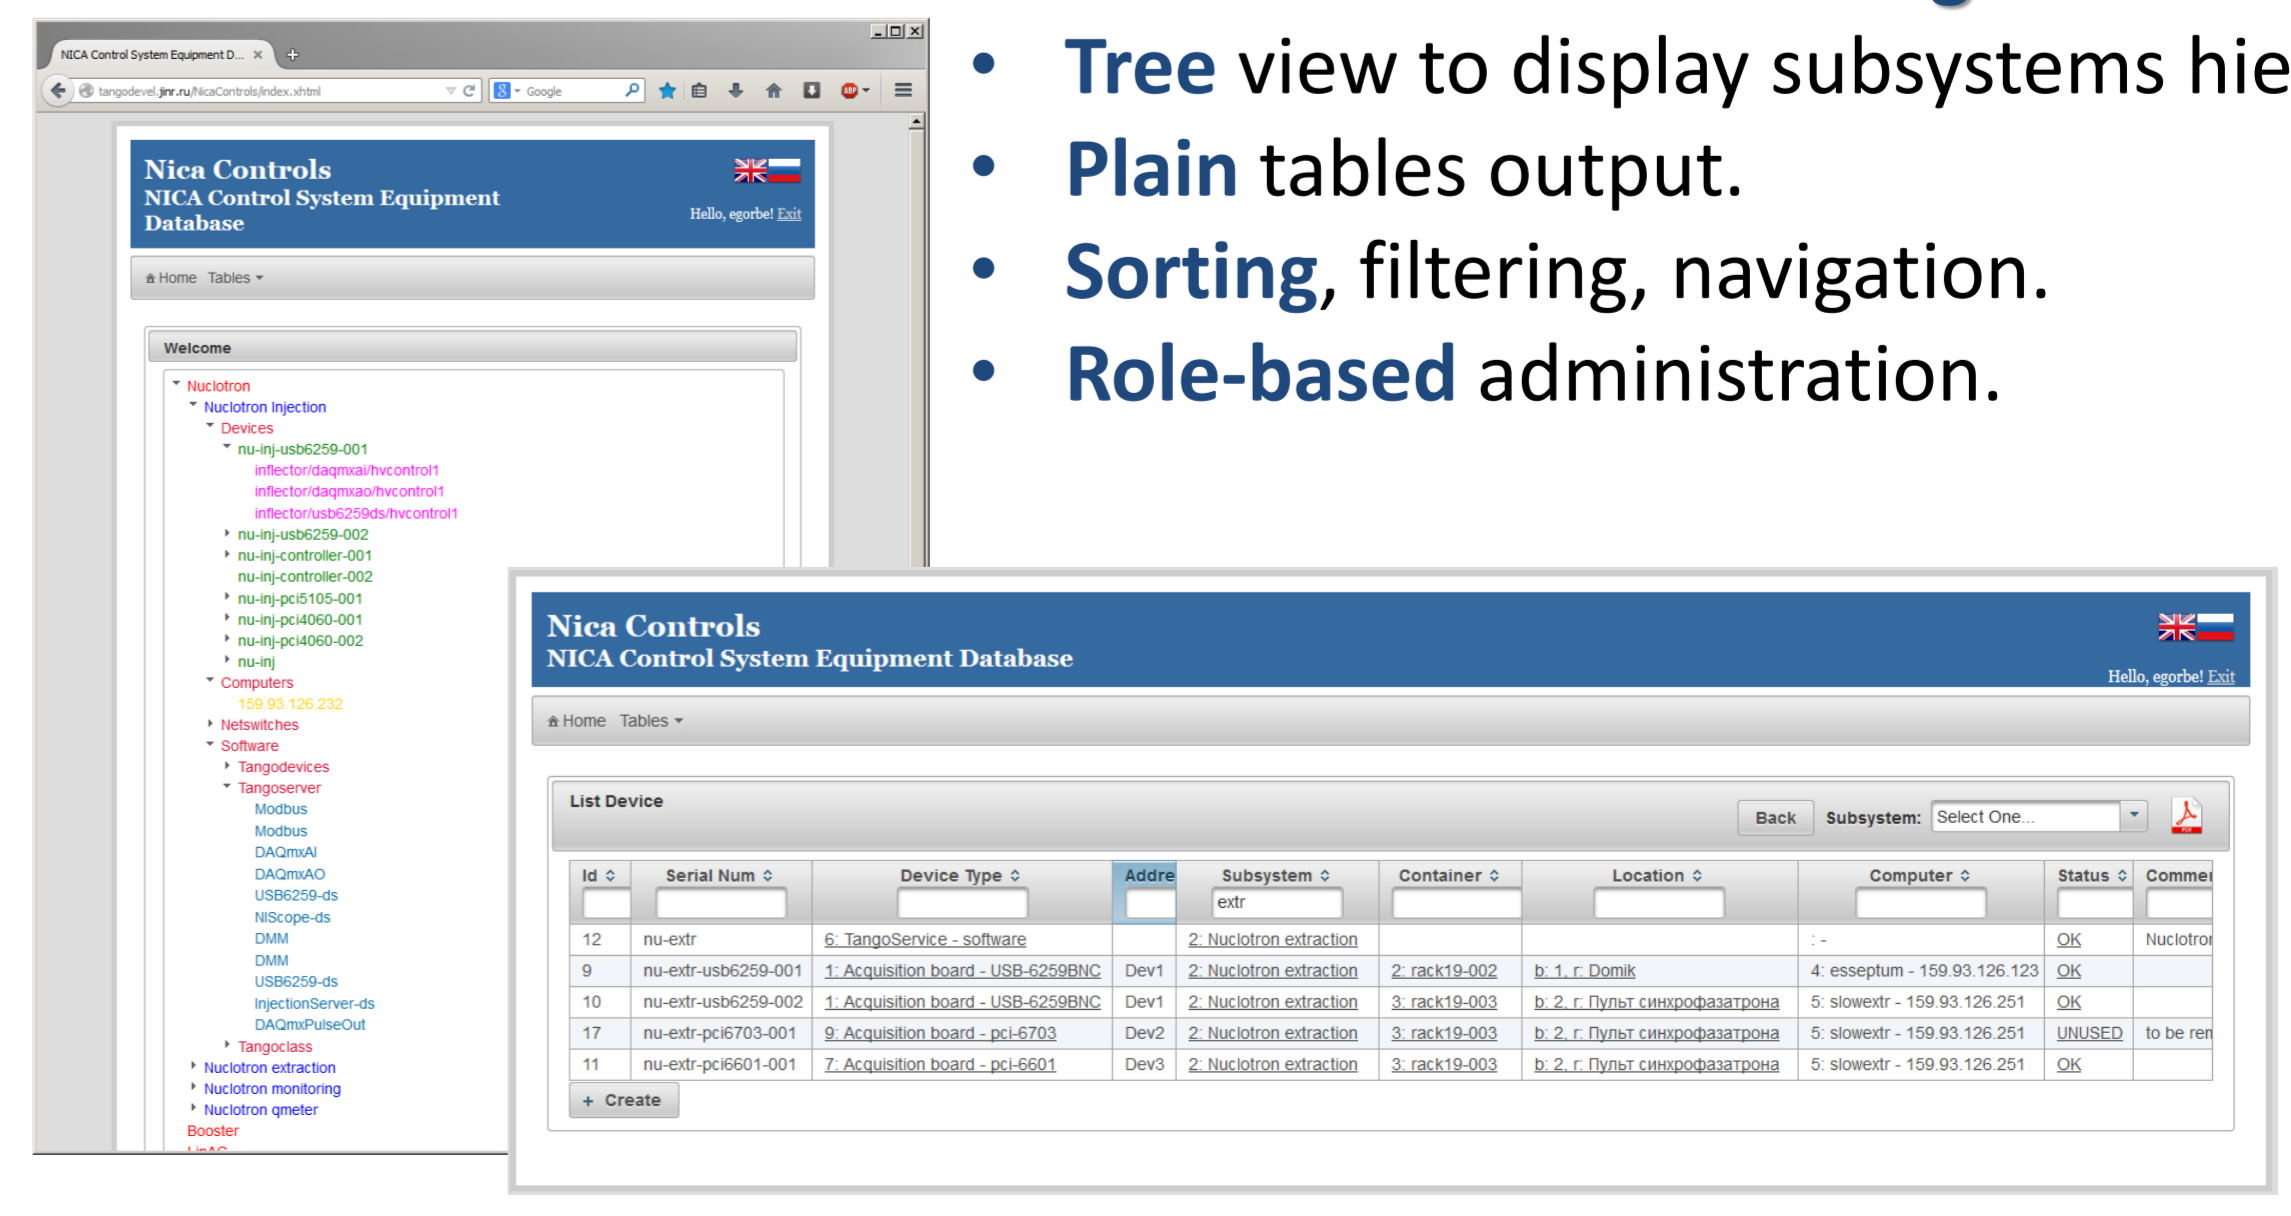 NICA Control System Equipment D...
tangodevel.jinr.ru/NicaControls/index.xhtml
Google
Nica Controls
NICA Control System Equipment
Database
Hello, egorbe! Exit
Home Tables
Welcome
Nuclotron
Nuclotron Injection
Devices
nu-inj-usb6259-001
inflector/daqmxai/hvcontrol1
inflector/daqmxao/hvcontrol1
inflector/usb6259ds/hvcontrol1
nu-inj-usb6259-002
nu-inj-controller-001
nu-inj-controller-002
nu-inj-pci5105-001
nu-inj-pci4060-001
nu-inj-pci4060-002
nu-inj
Computers
159.93.126.232
Netswitches
Software
Tangodevices
Tangoserver
Modbus
Modbus
DAQmxAI
DAQmxAO
USB6259-ds
NIScope-ds
DMM
DMM
USB6259-ds
InjectionServer-ds
DAQmxPulseOut
Tangoclass
Nuclotron extraction
Nuclotron monitoring
Nuclotron qmeter
Booster
• Tree view to display subsystems hie
• Plain tables output.
• Sorting, filtering, navigation.
• Role-based administration.
Nica Controls
NICA Control System Equipment Database
Hello, egorbe! Exit
Home Tables
List Device
Back Subsystem: Select One...
PDF
Id Serial Num Device Type Addre Subsystem Container Location Computer Status Commer
extr
12 nu-extr 6: TangoService - software 2: Nuclotron extraction : - OK Nuclotror
9 nu-extr-usb6259-001 1: Acquisition board - USB-6259BNC Dev1 2: Nuclotron extraction 2: rack19-002 b: 1, r: Domik 4: esseptum - 159.93.126.123 OK
10 nu-extr-usb6259-002 1: Acquisition board - USB-6259BNC Dev1 2: Nuclotron extraction 3: rack19-003 b: 2, r: Пульт синхрофазатрона 5: slowextr - 159.93.126.251 OK
17 nu-extr-pci6703-001 9: Acquisition board - pci-6703 Dev2 2: Nuclotron extraction 3: rack19-003 b: 2, r: Пульт синхрофазатрона 5: slowextr - 159.93.126.251 UNUSED to be rem
11 nu-extr-pci6601-001 7: Acquisition board - pci-6601 Dev3 2: Nuclotron extraction 3: rack19-003 b: 2, r: Пульт синхрофазатрона 5: slowextr - 159.93.126.251 OK
+ Create